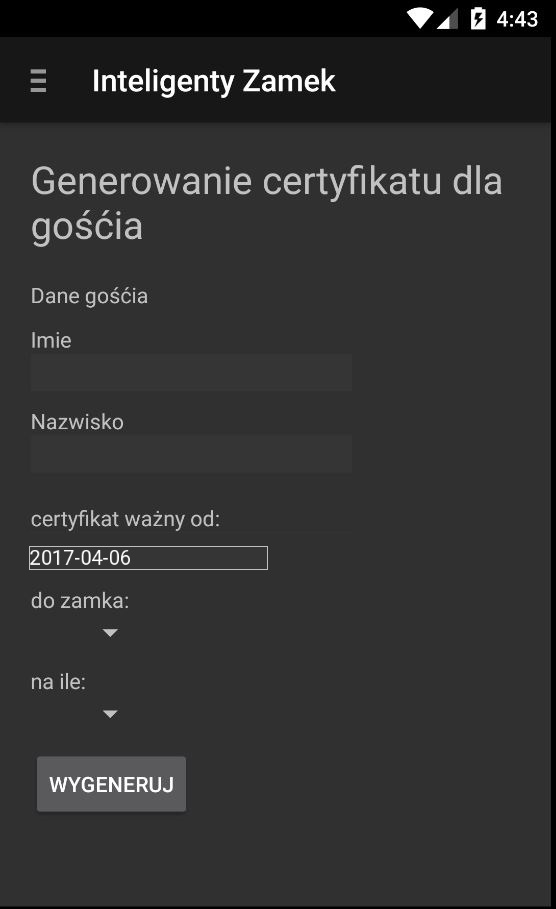 4:43
Inteligenty Zamek
Generowanie certyfikatu dla
gośćia
Dane gośćia
Imie
Nazwisko
certyfikat ważny od:
2017-04-06
do zamka:
na ile:
WYGENERUJ